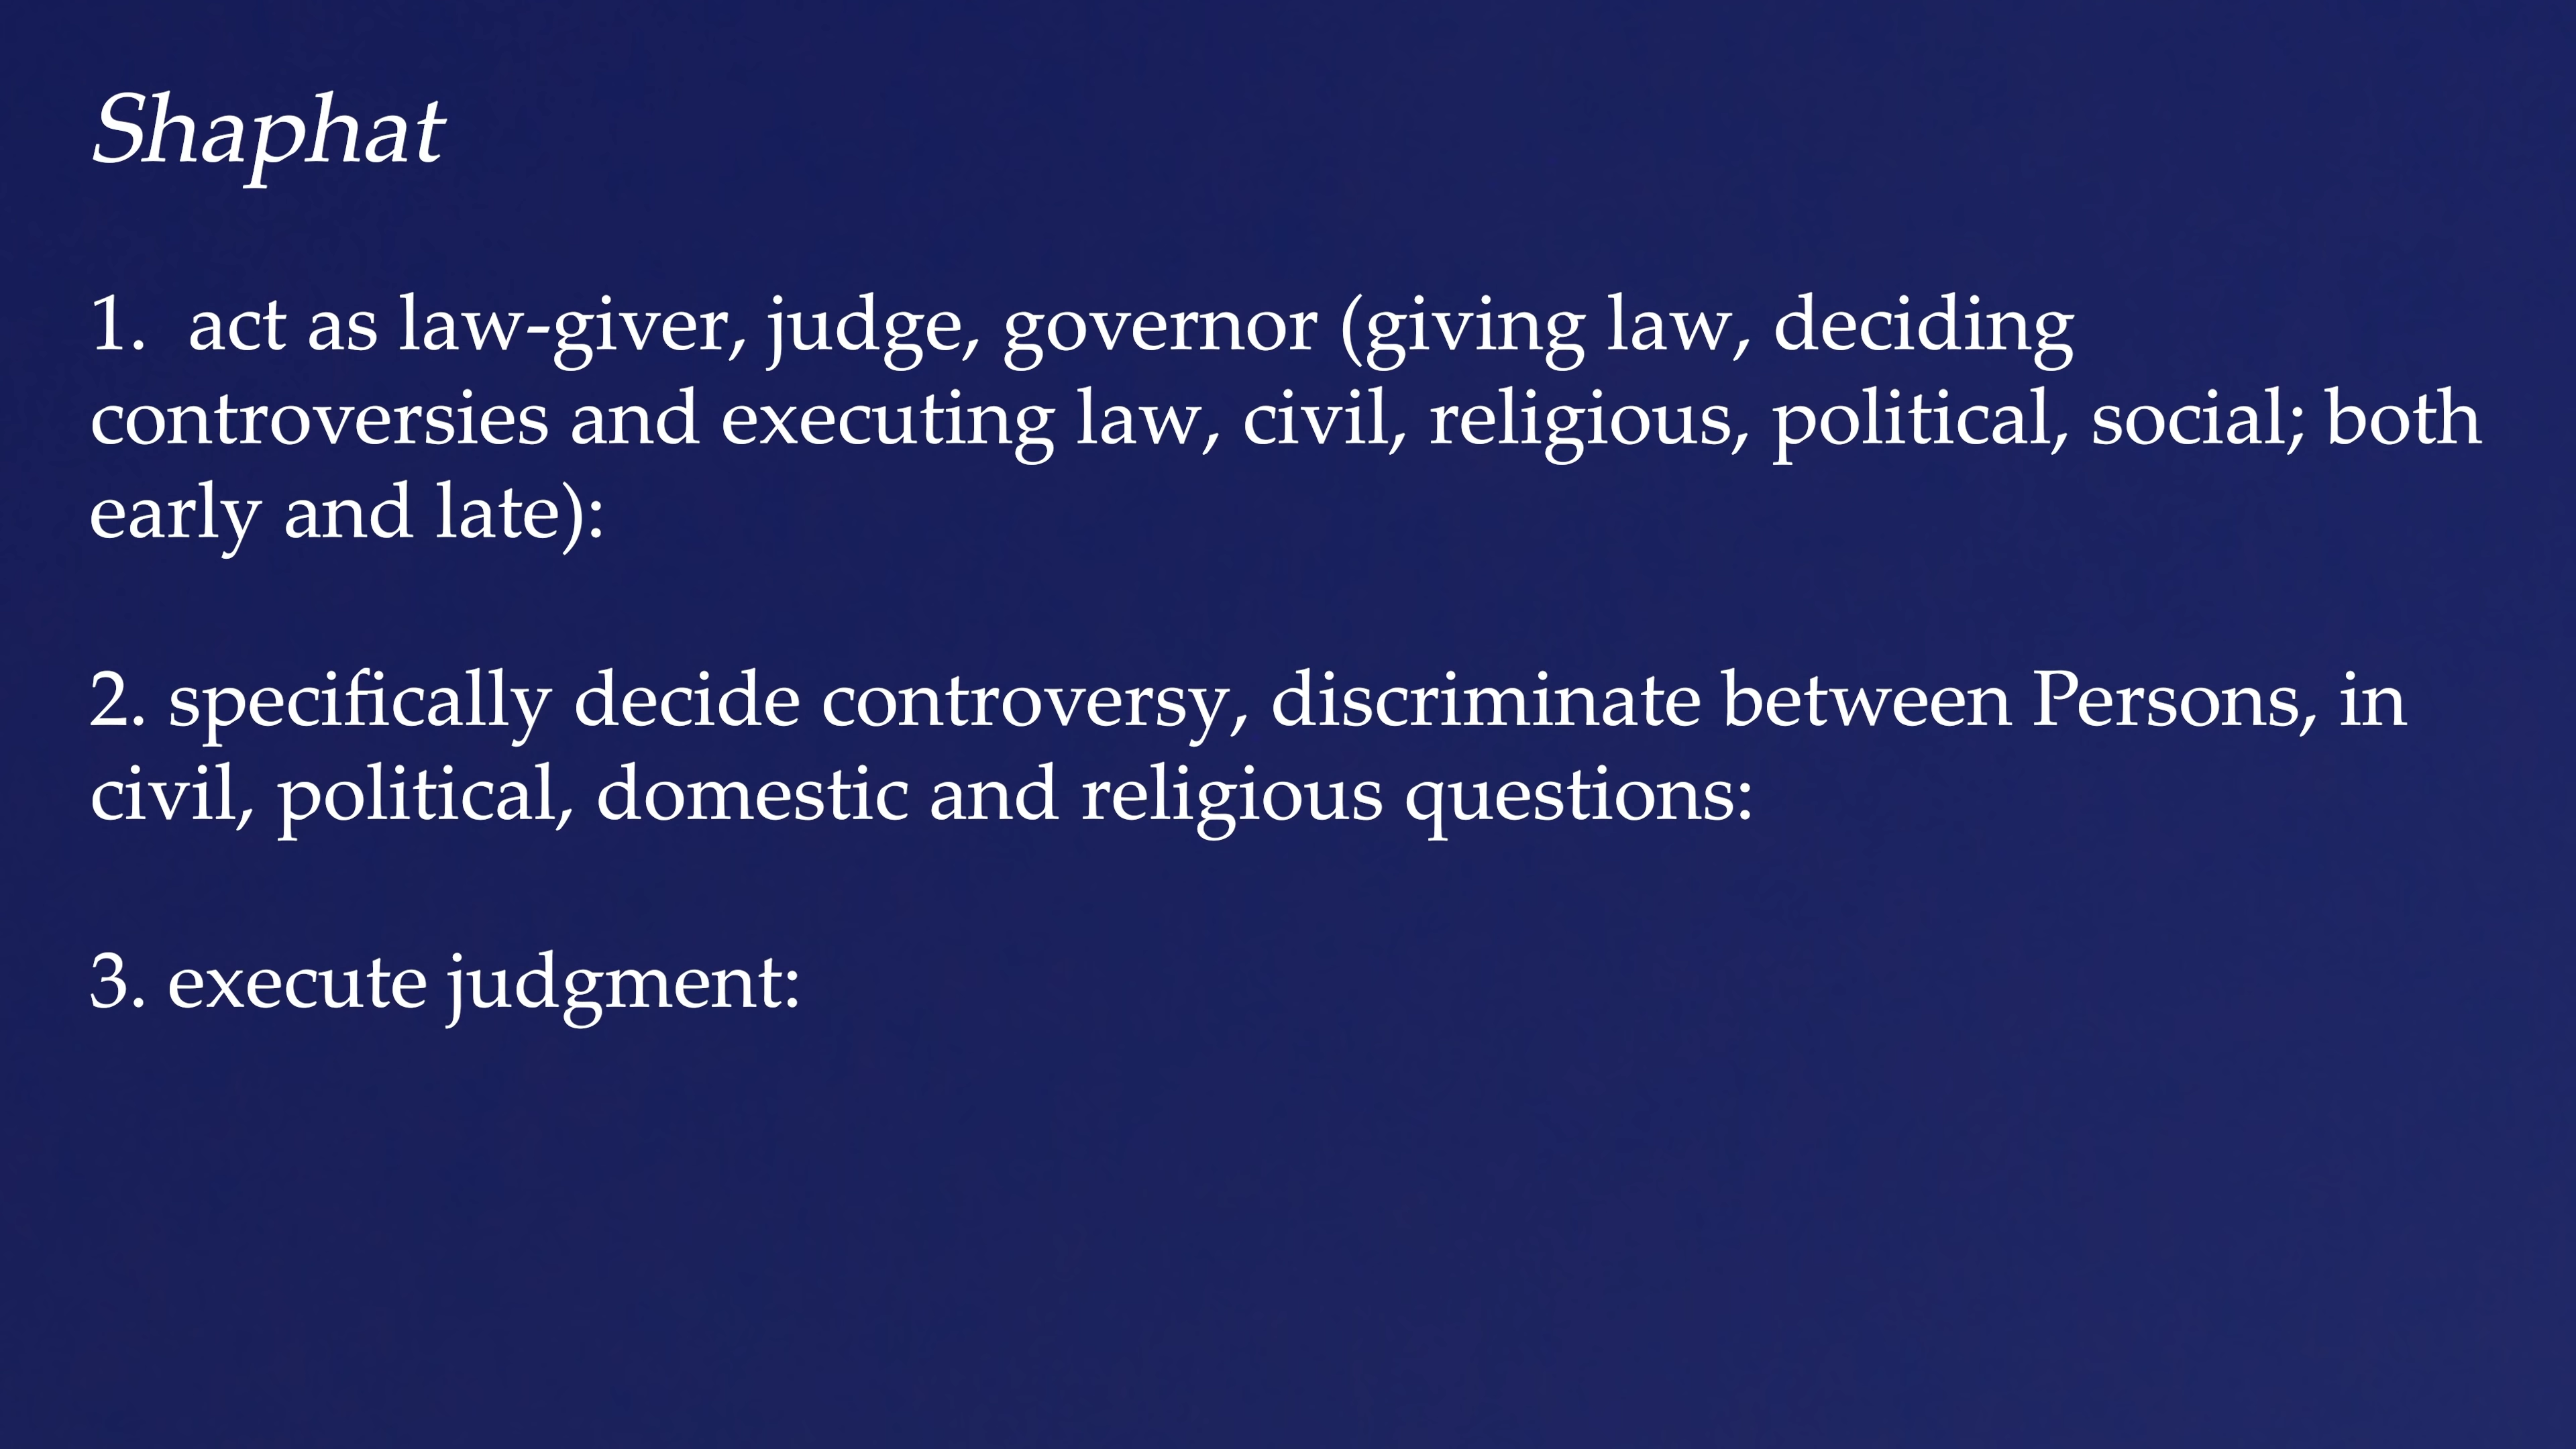 Shaphat
1.  act as law-giver, judge, governor (giving law, deciding
controversies and executing law, civil, religious, political, social; both
early and late):
2. specifically decide controversy, discriminate between Persons, in
civil, political, domestic and religious questions:
3. execute judgment: